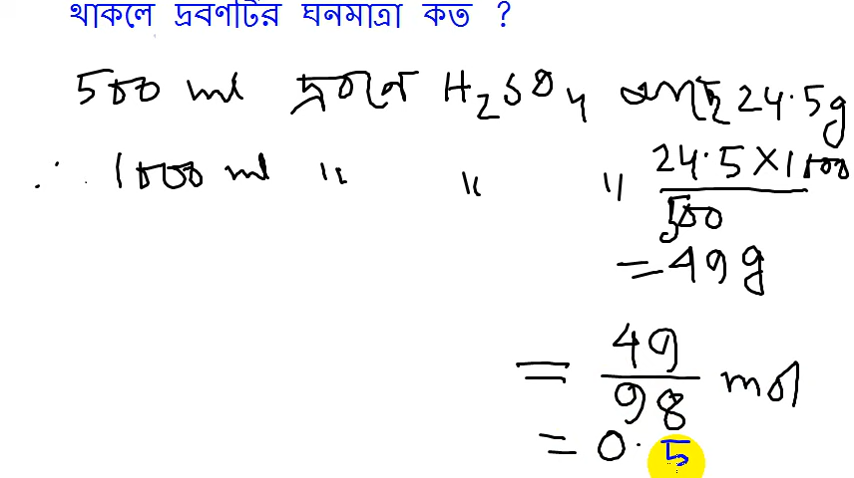 থাকলে দ্রবণটির ঘনমাত্রা কত ?
500 ml দ্রবণে H₂SO₄ আছে 24.5g
∴ 1000 ml " " " 24.5×1000/500
= 49 g
= 49/98 mol
= 0.5